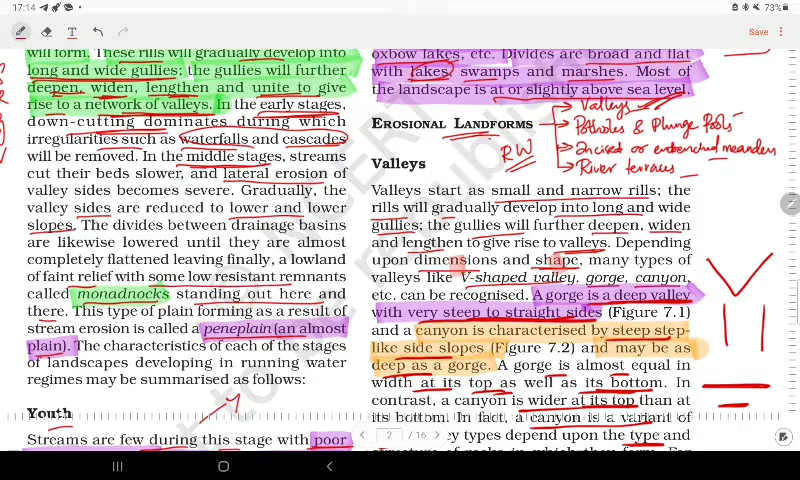 17:14
73%
Save
will form. These rills will gradually develop into
long and wide gullies; the gullies will further
deepen, widen, lengthen and unite to give
rise to a network of valleys. In the early stages,
down-cutting dominates during which
irregularities such as waterfalls and cascades
will be removed. In the middle stages, streams
cut their beds slower, and lateral erosion of
valley sides becomes severe. Gradually, the
valley sides are reduced to lower and lower
slopes. The divides between drainage basins
are likewise lowered until they are almost
completely flattened leaving finally, a lowland
of faint relief with some low resistant remnants
called monadnocks standing out here and
there. This type of plain forming as a result of
stream erosion is called a peneplain (an almost
plain). The characteristics of each of the stages
of landscapes developing in running water
regimes may be summarised as follows:
Youth
Streams are few during this stage with poor
oxbow lakes, etc. Divides are broad and flat
with lakes, swamps and marshes. Most of
the landscape is at or slightly above sea level.
EROSIONAL LANDFORMS
Valleys
Potholes & Plunge Pools
Incised or entrenched meanders
River terraces
RW
Valleys
Valleys start as small and narrow rills; the
rills will gradually develop into long and wide
gullies; the gullies will further deepen, widen
and lengthen to give rise to valleys. Depending
upon dimensions and shape, many types of
valleys like V-shaped valley, gorge, canyon,
etc. can be recognised. A gorge is a deep valley
with very steep to straight sides (Figure 7.1)
and a canyon is characterised by steep step-
like side slopes (Figure 7.2) and may be as
deep as a gorge. A gorge is almost equal in
width at its top as well as its bottom. In
contrast, a canyon is wider at its top than at
its bottom. In fact, a canyon is a variant of
ey types depend upon the type and
2 / 16